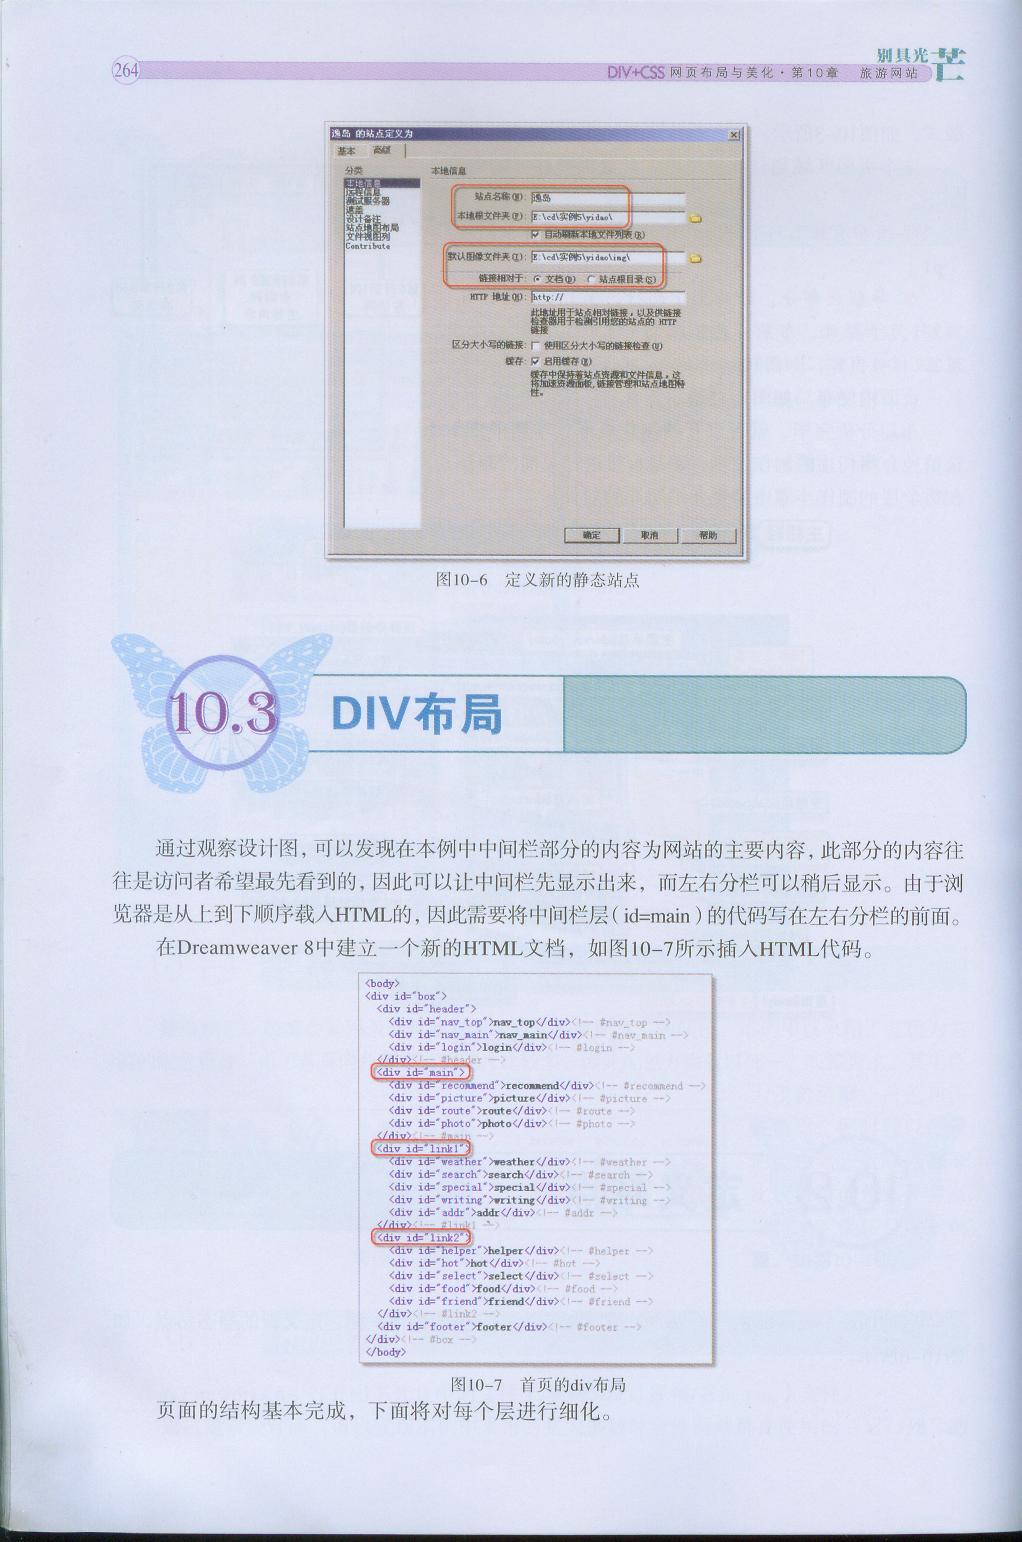 264
别具光芒
DIV+CSS 网页布局与美化·第10章 旅游网站
逸岛 的站点定义为
基本 高级
分类
本地信息
远程信息
测试服务器
遮盖
设计备注
站点地图布局
文件视图列
Contribute
本地信息
站点名称(N): 逸岛
本地根文件夹(F): E:\cd\实例5\yidao\
自动刷新本地文件列表(R)
默认图像文件夹(I): E:\cd\实例5\yidao\img\
链接相对于: 文档(D) 站点根目录(S)
HTTP 地址(H): http://
此地址用于站点相对链接，以及供链接
检查器用于检测引用您的站点的 HTTP
链接
区分大小写的链接: 使用区分大小写的链接检查(U)
缓存: 启用缓存(E)
缓存中保持着站点资源和文件信息，这
将加速资源面板,链接管理和站点地图特
性。
确定 取消 帮助
图10-6 定义新的静态站点
10.3 DIV布局
通过观察设计图，可以发现在本例中中间栏部分的内容为网站的主要内容，此部分的内容往
往是访问者希望最先看到的，因此可以让中间栏先显示出来，而左右分栏可以稍后显示。由于浏
览器是从上到下顺序载入HTML的，因此需要将中间栏层（id=main）的代码写在左右分栏的前面。
在Dreamweaver 8中建立一个新的HTML文档，如图10-7所示插入HTML代码。
<body>
<div id="box">
<div id="header">
<div id="nav_top">nav_top</div><!-- #nav_top -->
<div id="nav_main">nav_main</div><!-- #nav_main -->
<div id="login">login</div><!-- #login -->
</div><!-- #header -->
<div id="main">
<div id="recommend">recommend</div><!-- #recommend -->
<div id="picture">picture</div><!-- #picture -->
<div id="route">route</div><!-- #route -->
<div id="photo">photo</div><!-- #photo -->
</div><!-- #main -->
<div id="link1">
<div id="weather">weather</div><!-- #weather -->
<div id="search">search</div><!-- #search -->
<div id="special">special</div><!-- #special -->
<div id="writing">writing</div><!-- #writing -->
<div id="addr">addr</div><!-- #addr -->
</div><!-- #link1 -->
<div id="link2">
<div id="helper">helper</div><!-- #helper -->
<div id="hot">hot</div><!-- #hot -->
<div id="select">select</div><!-- #select -->
<div id="food">food</div><!-- #food -->
<div id="friend">friend</div><!-- #friend -->
</div><!-- #link2 -->
<div id="footer">footer</div><!-- #footer -->
</div><!-- #box -->
</body>
图10-7 首页的div布局
页面的结构基本完成，下面将对每个层进行细化。